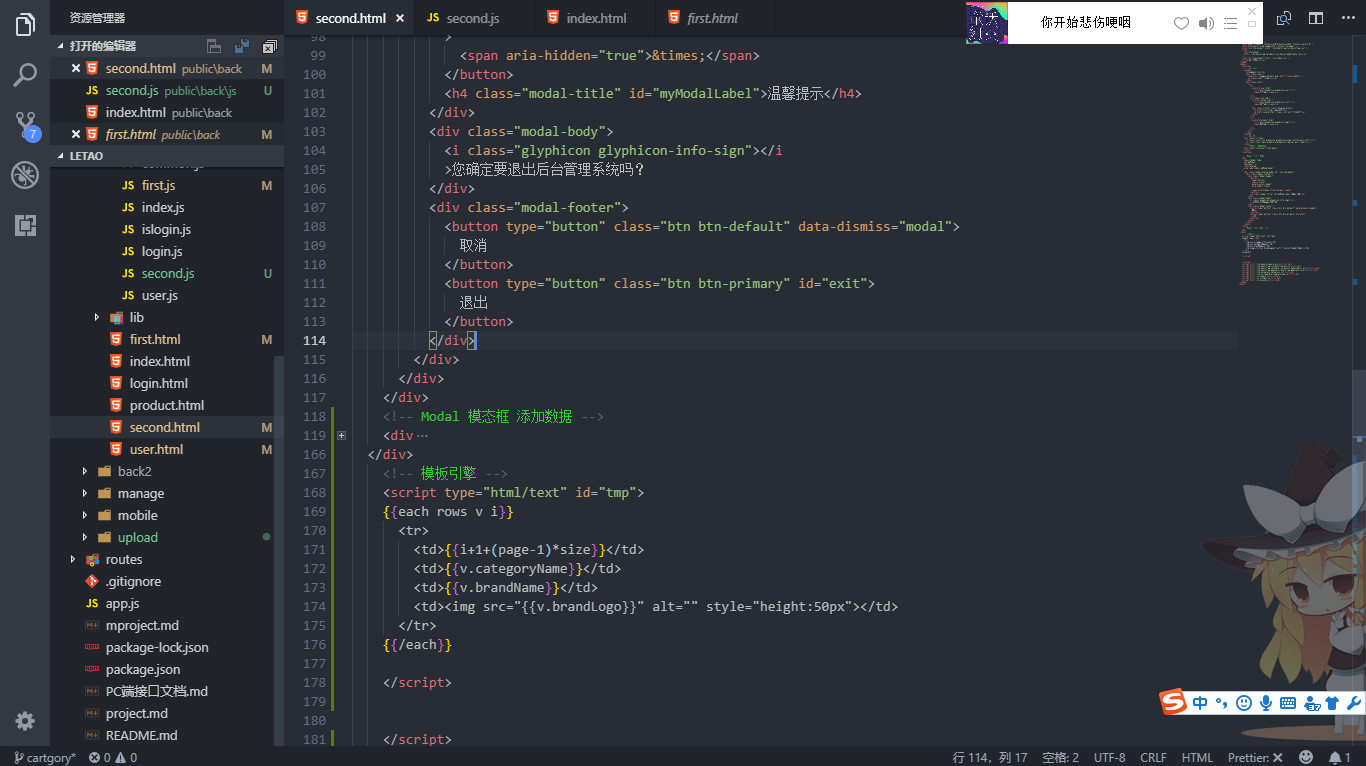 资源管理器
打开的编辑器
second.html public\back M
second.js public\back\js U
index.html public\back
first.html public\back M
7
LETAO
first.js M
index.js
islogin.js
login.js
second.js U
user.js
lib
first.html M
index.html
login.html
product.html
second.html M
user.html M
back2
manage
mobile
upload
routes
.gitignore
app.js
mproject.md
package-lock.json
package.json
PC端接口文档.md
project.md
README.md
second.html
second.js
index.html
first.html
你开始悲伤哽咽
98 >
99 <span aria-hidden="true">&times;</span>
100 </button>
101 <h4 class="modal-title" id="myModalLabel">温馨提示</h4>
102 </div>
103 <div class="modal-body">
104 <i class="glyphicon glyphicon-info-sign"></i
105 >您确定要退出后台管理系统吗?
106 </div>
107 <div class="modal-footer">
108 <button type="button" class="btn btn-default" data-dismiss="modal">
109 取消
110 </button>
111 <button type="button" class="btn btn-primary" id="exit">
112 退出
113 </button>
114 </div>
115 </div>
116 </div>
117 </div>
118 <!-- Modal 模态框 添加数据 -->
119 <div…
166 </div>
167 <!-- 模板引擎 -->
168 <script type="html/text" id="tmp">
169 {{each rows v i}}
170 <tr>
171 <td>{{i+1+(page-1)*size}}</td>
172 <td>{{v.categoryName}}</td>
173 <td>{{v.brandName}}</td>
174 <td><img src="{{v.brandLogo}}" alt="" style="height:50px"></td>
175 </tr>
176 {{/each}}
177
178 </script>
179
180
181 </script>
中
cartgory* 0 0
行 114，列 17 空格: 2 UTF-8 CRLF HTML Prettier: ✕ 1